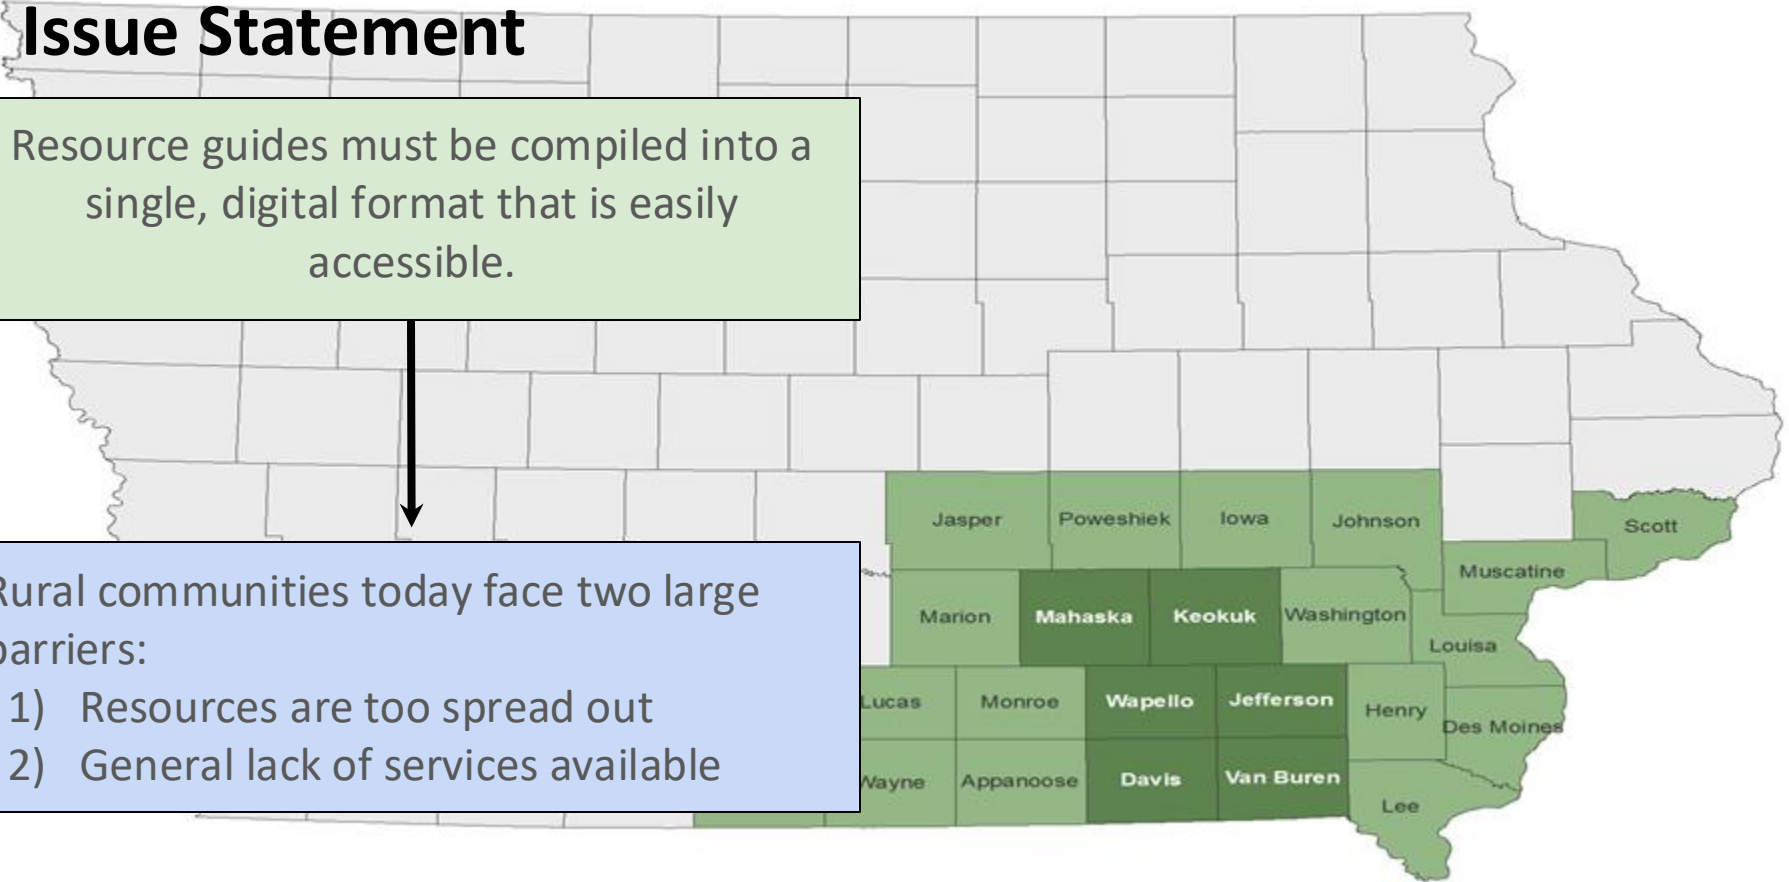 Issue Statement
Resource guides must be compiled into a
single, digital format that is easily
accessible.
Rural communities today face two large
barriers:
1) Resources are too spread out
2) General lack of services available
Jasper
Poweshiek
Iowa
Johnson
Scott
Muscatine
Marion
Mahaska
Keokuk
Washington
Louisa
Lucas
Monroe
Wapello
Jefferson
Henry
Des Moines
Wayne
Appanoose
Davis
Van Buren
Lee